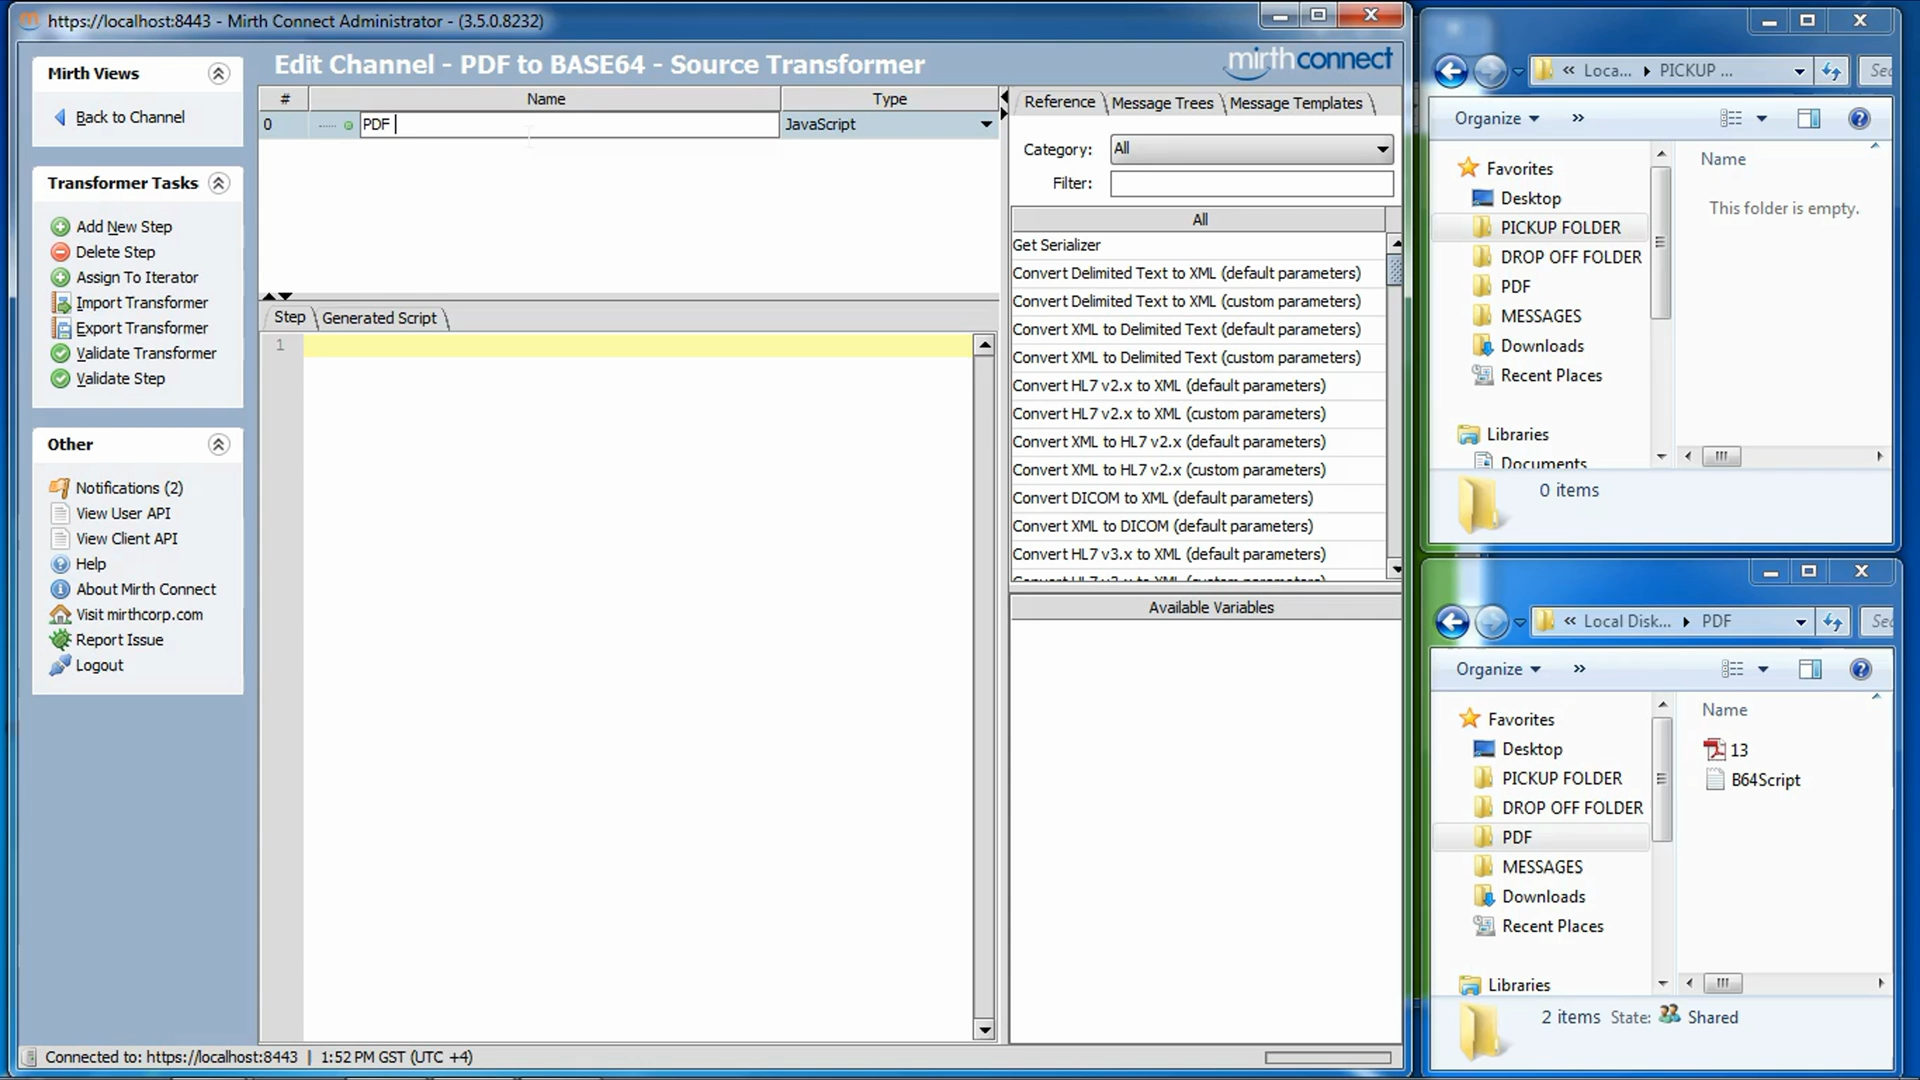 https://localhost:8443 - Mirth Connect Administrator - (3.5.0.8232)
Mirth Views
Back to Channel
Transformer Tasks
Add New Step
Delete Step
Assign To Iterator
Import Transformer
Export Transformer
Validate Transformer
Validate Step
Other
Notifications (2)
View User API
View Client API
Help
About Mirth Connect
Visit mirthcorp.com
Report Issue
Logout
Edit Channel - PDF to BASE64 - Source Transformer
mirthconnect
# Name Type
0 PDF JavaScript
Step Generated Script
1
Reference Message Trees Message Templates
Category: All
Filter:
All
Get Serializer
Convert Delimited Text to XML (default parameters)
Convert Delimited Text to XML (custom parameters)
Convert XML to Delimited Text (default parameters)
Convert XML to Delimited Text (custom parameters)
Convert HL7 v2.x to XML (default parameters)
Convert HL7 v2.x to XML (custom parameters)
Convert XML to HL7 v2.x (default parameters)
Convert XML to HL7 v2.x (custom parameters)
Convert DICOM to XML (default parameters)
Convert XML to DICOM (default parameters)
Convert HL7 v3.x to XML (default parameters)
Available Variables
Connected to: https://localhost:8443 | 1:52 PM GST (UTC +4)
« Loca... PICKUP ...
Organize »
Favorites
Desktop
PICKUP FOLDER
DROP OFF FOLDER
PDF
MESSAGES
Downloads
Recent Places
Libraries
Documents
Name
This folder is empty.
0 items
« Local Disk... PDF
Organize »
Favorites
Desktop
PICKUP FOLDER
DROP OFF FOLDER
PDF
MESSAGES
Downloads
Recent Places
Libraries
Name
13
B64Script
2 items State: Shared